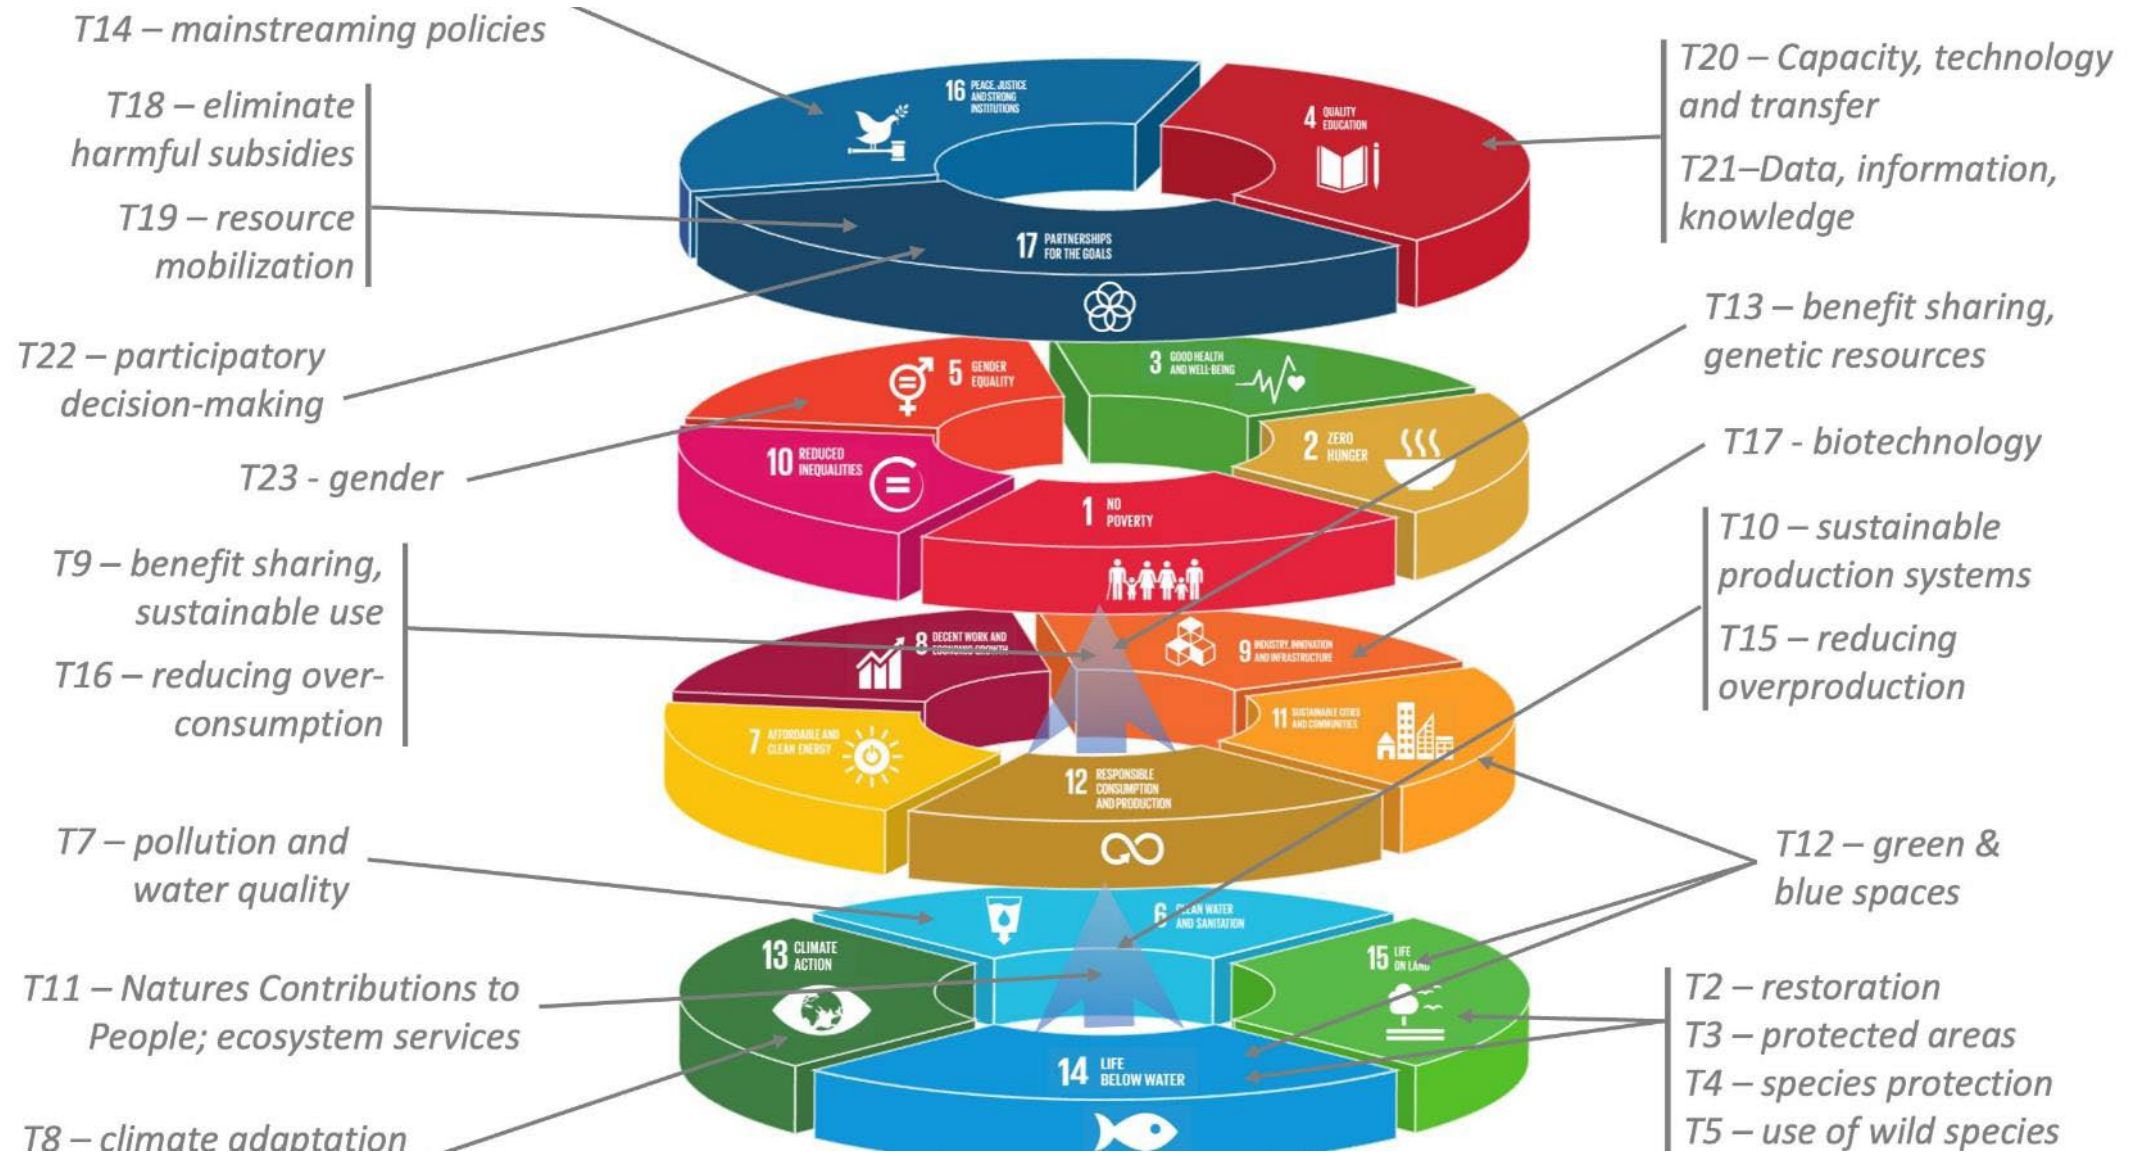 T14 – mainstreaming policies
T18 – eliminate
harmful subsidies
T19 – resource
mobilization
T22 – participatory
decision-making
T23 - gender
T9 – benefit sharing,
sustainable use
T16 – reducing over-
consumption
T7 – pollution and
water quality
T11 – Natures Contributions to
People; ecosystem services
T8 – climate adaptation
16 PEACE, JUSTICE
AND STRONG
INSTITUTIONS
4 QUALITY
EDUCATION
17 PARTNERSHIPS
FOR THE GOALS
5 GENDER
EQUALITY
3 GOOD HEALTH
AND WELL-BEING
10 REDUCED
INEQUALITIES
2 ZERO
HUNGER
1 NO
POVERTY
8 DECENT WORK AND
ECONOMIC GROWTH
9 INDUSTRY, INNOVATION
AND INFRASTRUCTURE
7 AFFORDABLE AND
CLEAN ENERGY
11 SUSTAINABLE CITIES
AND COMMUNITIES
12 RESPONSIBLE
CONSUMPTION
AND PRODUCTION
6 CLEAN WATER
AND SANITATION
13 CLIMATE
ACTION
15 LIFE
ON LAND
14 LIFE
BELOW WATER
T20 – Capacity, technology
and transfer
T21–Data, information,
knowledge
T13 – benefit sharing,
genetic resources
T17 - biotechnology
T10 – sustainable
production systems
T15 – reducing
overproduction
T12 – green &
blue spaces
T2 – restoration
T3 – protected areas
T4 – species protection
T5 – use of wild species